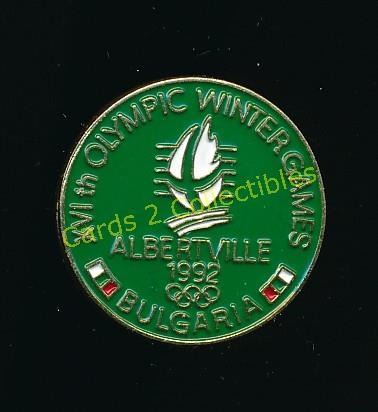 XVI th OLYMPIC WINTER GAMES
Cards 2 Collectibles
ALBERTVILLE
1992
BULGARIA